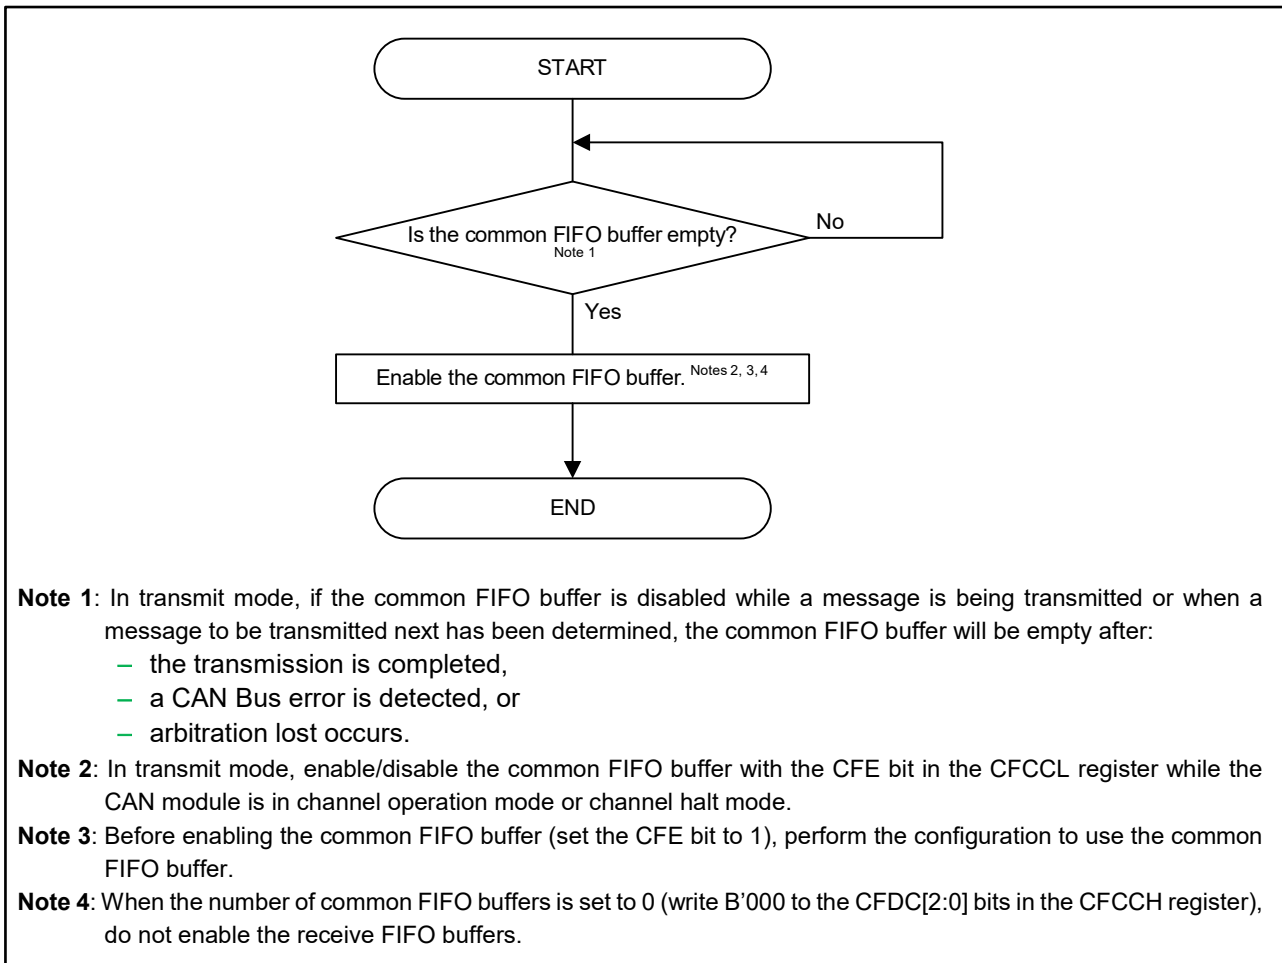 START
Is the common FIFO buffer empty?
Note 1
No
Yes
Enable the common FIFO buffer. Notes 2, 3, 4
END
Note 1: In transmit mode, if the common FIFO buffer is disabled while a message is being transmitted or when a
message to be transmitted next has been determined, the common FIFO buffer will be empty after:
– the transmission is completed,
– a CAN Bus error is detected, or
– arbitration lost occurs.
Note 2: In transmit mode, enable/disable the common FIFO buffer with the CFE bit in the CFCCL register while the
CAN module is in channel operation mode or channel halt mode.
Note 3: Before enabling the common FIFO buffer (set the CFE bit to 1), perform the configuration to use the common
FIFO buffer.
Note 4: When the number of common FIFO buffers is set to 0 (write B’000 to the CFDC[2:0] bits in the CFCCH register),
do not enable the receive FIFO buffers.